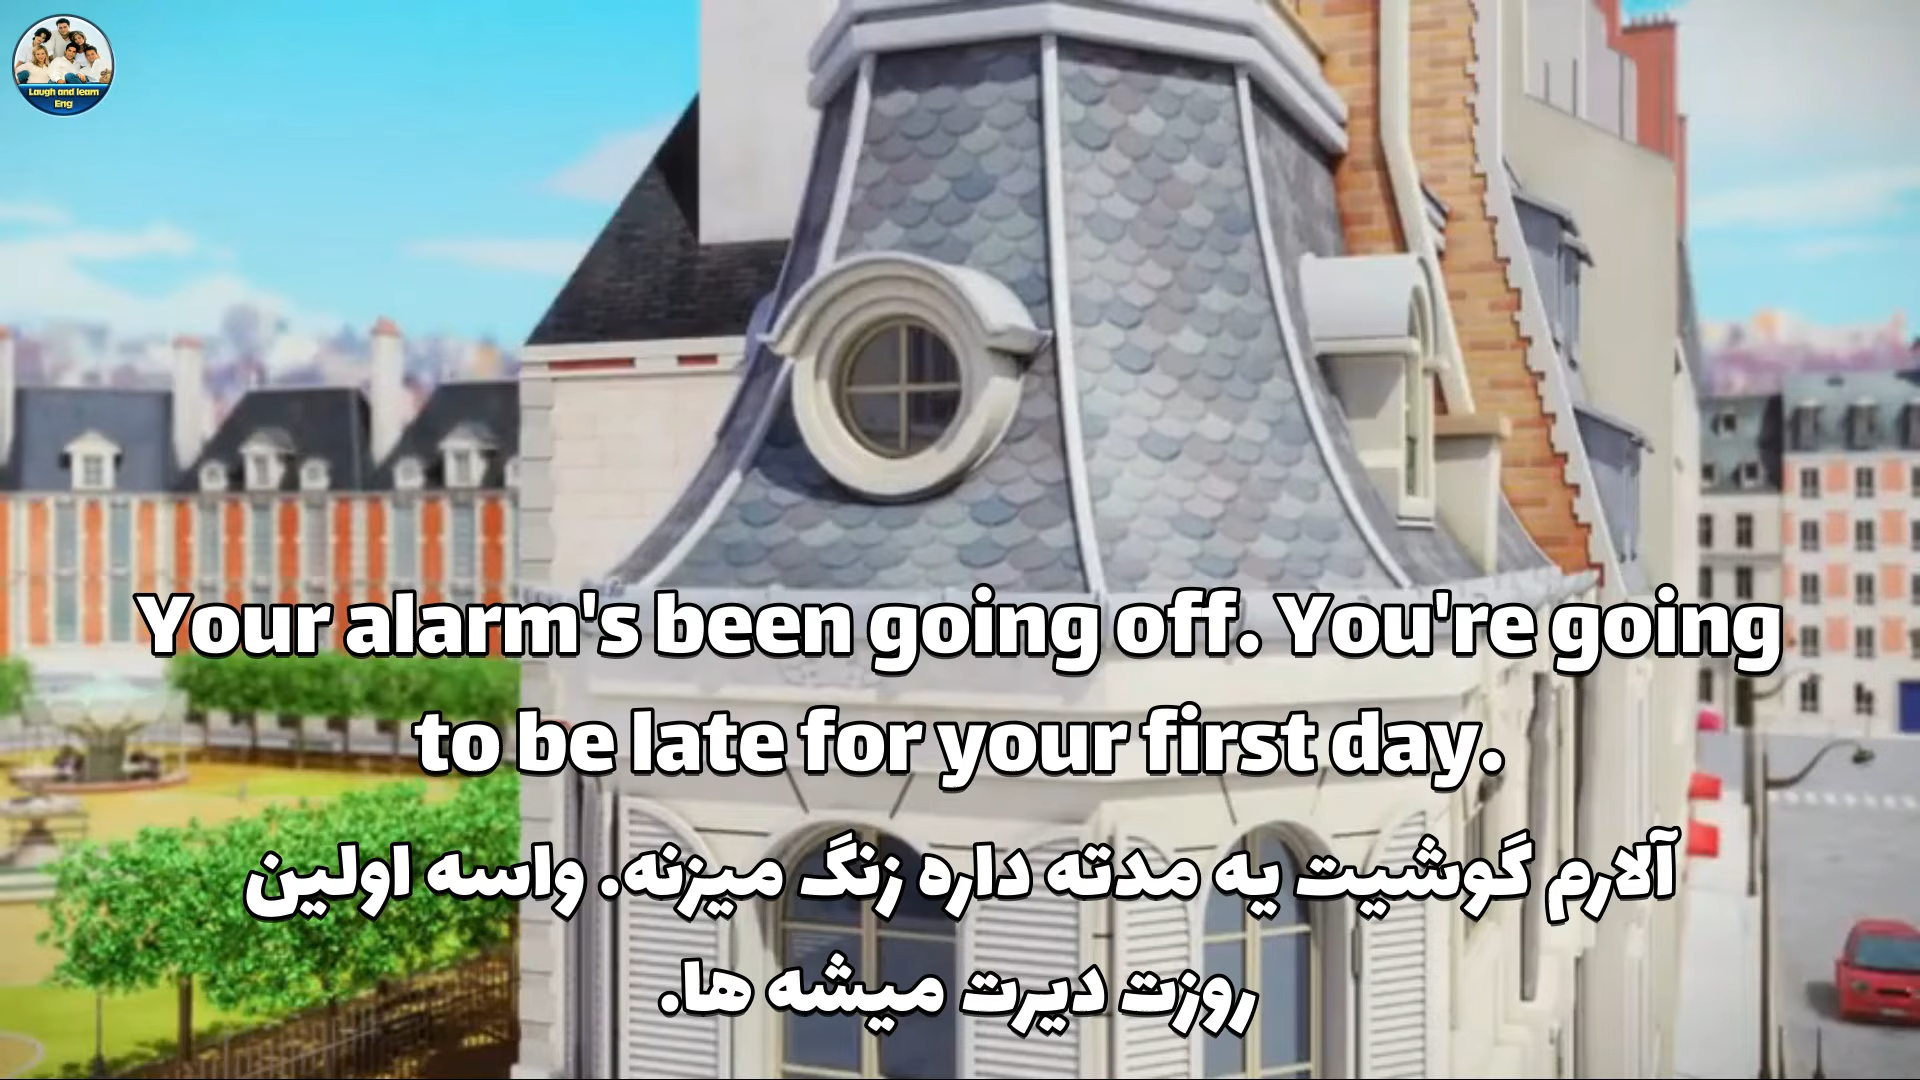 Laugh and learn
Eng
Your alarm's been going off. You're going
to be late for your first day.
آلارم گوشیت یه مدته داره زنگ میزنه. واسه اولین
روزت دیرت میشه ها.